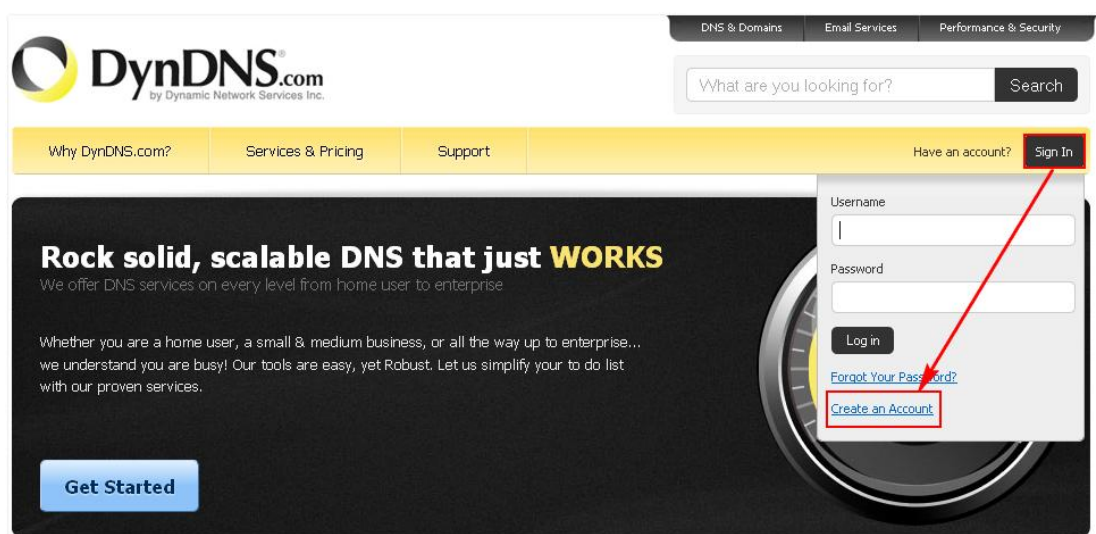 DNS & Domains Email Services Performance & Security
DynDNS.com
by Dynamic Network Services Inc.
What are you looking for? Search
Why DynDNS.com? Services & Pricing Support Have an account? Sign In
Username
Password
Log in
Forgot Your Password?
Create an Account
Rock solid, scalable DNS that just WORKS
We offer DNS services on every level from home user to enterprise
Whether you are a home user, a small & medium business, or all the way up to enterprise...
we understand you are busy! Our tools are easy, yet Robust. Let us simplify your to do list
with our proven services.
Get Started